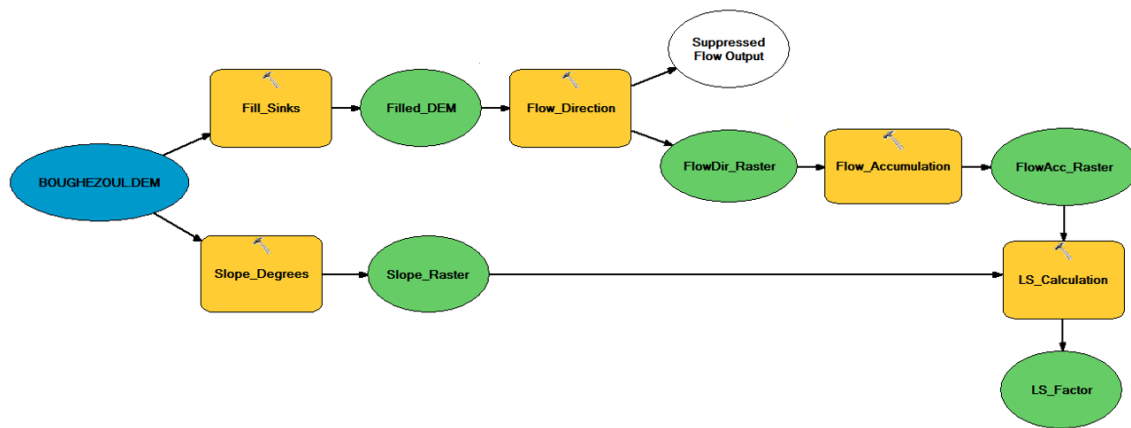 Suppressed
Flow Output
Fill_Sinks
Filled_DEM
Flow_Direction
BOUGHEZOUL.DEM
FlowDir_Raster
Flow_Accumulation
FlowAcc_Raster
Slope_Degrees
Slope_Raster
LS_Calculation
LS_Factor